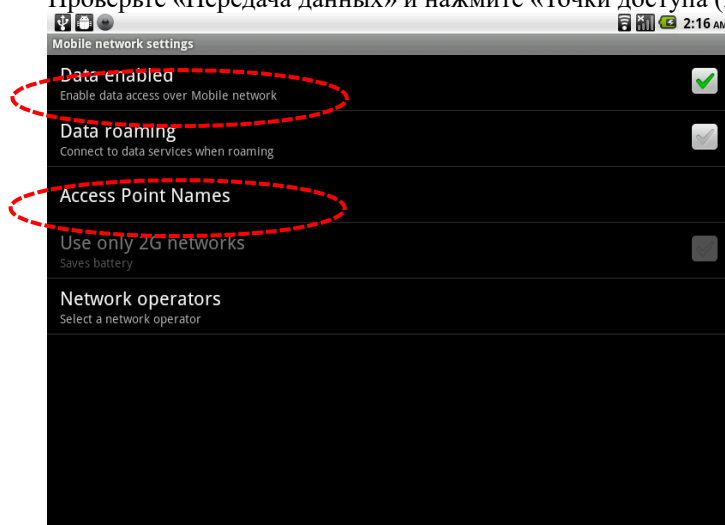 Проверьте «Передача данных» и нажмите «Точки доступа (
2:16 AM
Mobile network settings
Data enabled
Enable data access over Mobile network
Data roaming
Connect to data services when roaming
Access Point Names
Use only 2G networks
Saves battery
Network operators
Select a network operator